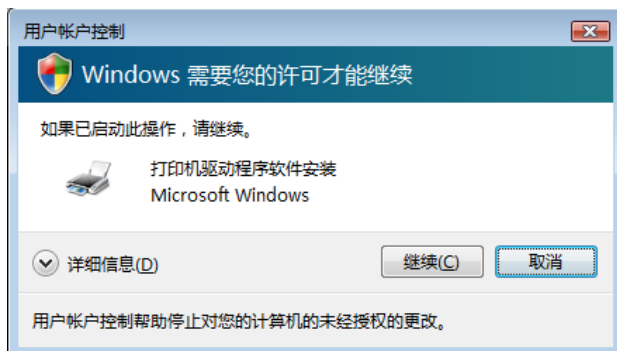 用户帐户控制
Windows 需要您的许可才能继续
如果已启动此操作，请继续。
打印机驱动程序软件安装
Microsoft Windows
详细信息(D)
继续(C)
取消
用户帐户控制帮助停止对您的计算机的未经授权的更改。